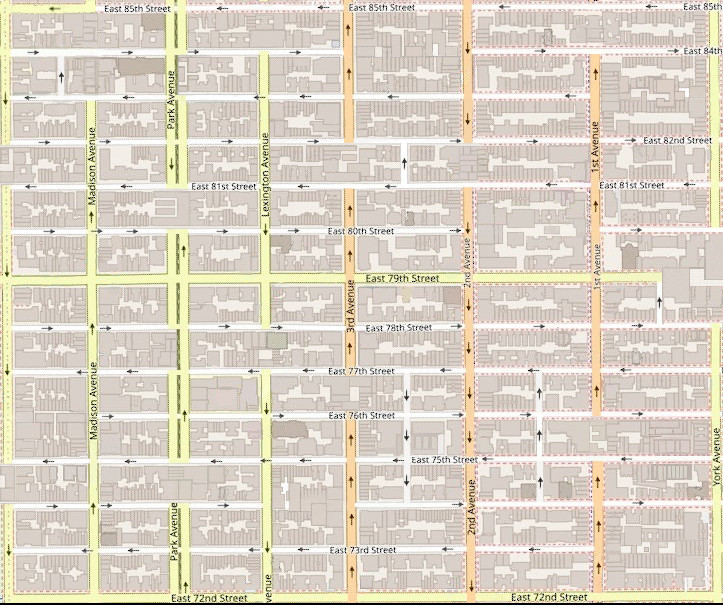 East 85th Street
East 85th Street
East 85th
East 84th
Park Avenue
Madison Avenue
Lexington Avenue
1st Avenue
East 82nd Street
East 81st Street
East 81st Street
East 80th Street
2nd Avenue
1st Avenue
East 79th Street
3rd Avenue
East 78th Street
Madison Avenue
East 77th Street
East 76th Street
York Avenue
East 75th Street
2nd Avenue
Park Avenue
East 73rd Street
venue
East 72nd Street
East 72nd Street